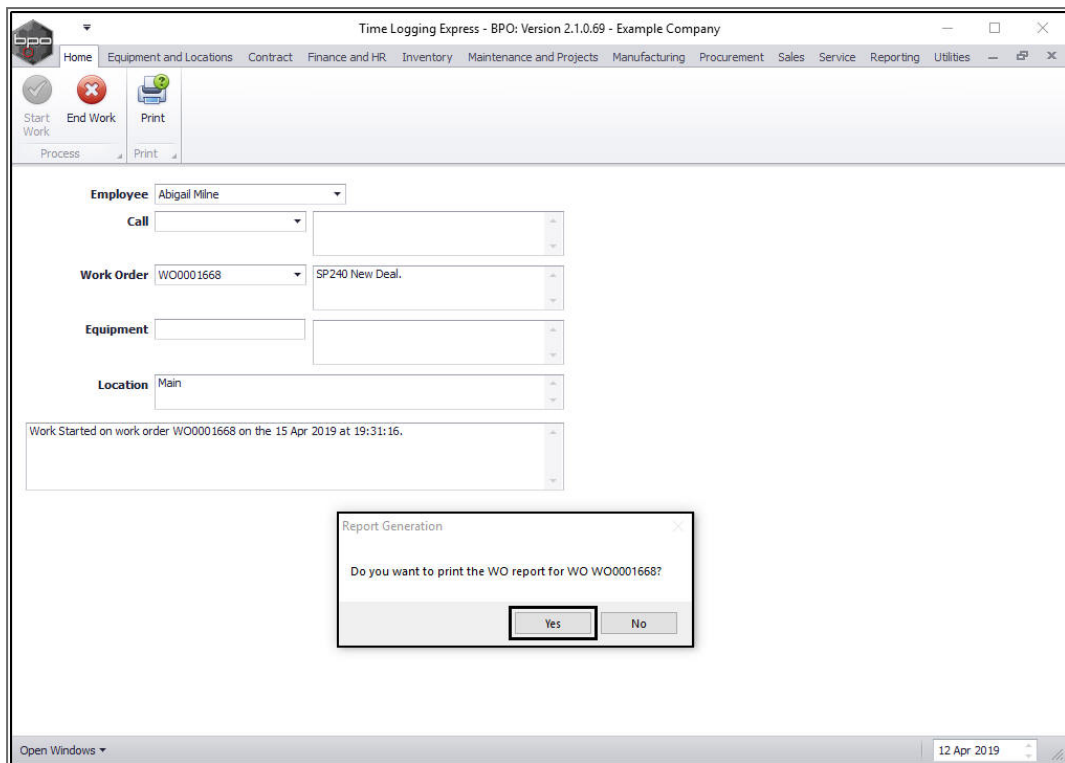 Time Logging Express - BPO: Version 2.1.0.69 - Example Company
bpo
Home Equipment and Locations Contract Finance and HR Inventory Maintenance and Projects Manufacturing Procurement Sales Service Reporting Utilities
Start Work End Work Print
Process Print
Employee Abigail Milne
Call
Work Order WO0001668 SP240 New Deal.
Equipment
Location Main
Work Started on work order WO0001668 on the 15 Apr 2019 at 19:31:16.
Report Generation
Do you want to print the WO report for WO WO0001668?
Yes No
Open Windows 12 Apr 2019